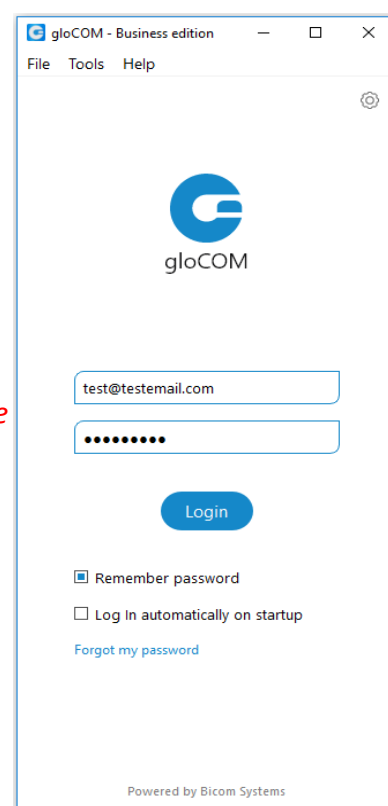 gloCOM - Business edition
File Tools Help
gloCOM
test@testemail.com
e
•••••••••
Login
Remember password
Log In automatically on startup
Forgot my password
Powered by Bicom Systems